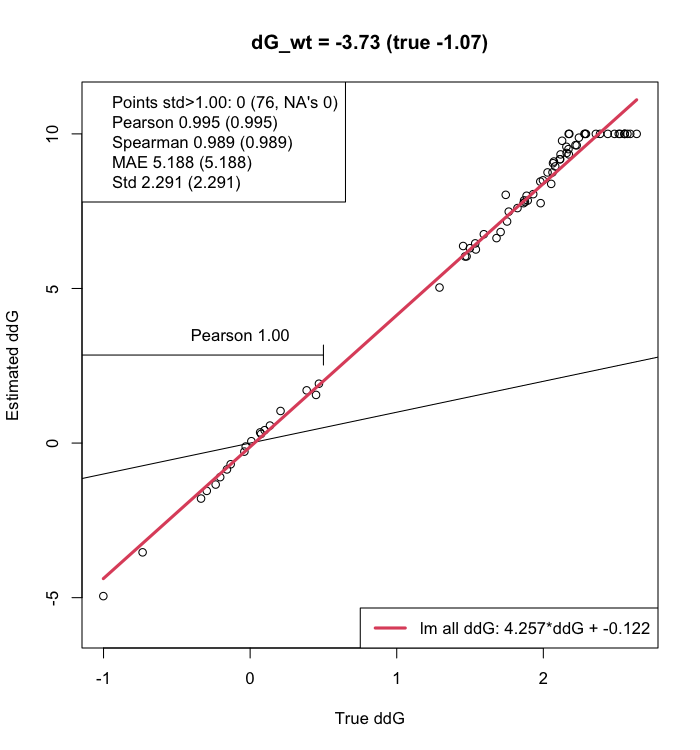 dG_wt = -3.73 (true -1.07)
Points std>1.00: 0 (76, NA's 0)
Pearson 0.995 (0.995)
Spearman 0.989 (0.989)
MAE 5.188 (5.188)
Std 2.291 (2.291)
10
5
0
-5
Estimated ddG
Pearson 1.00
lm all ddG: 4.257*ddG + -0.122
-1 0 1 2
True ddG